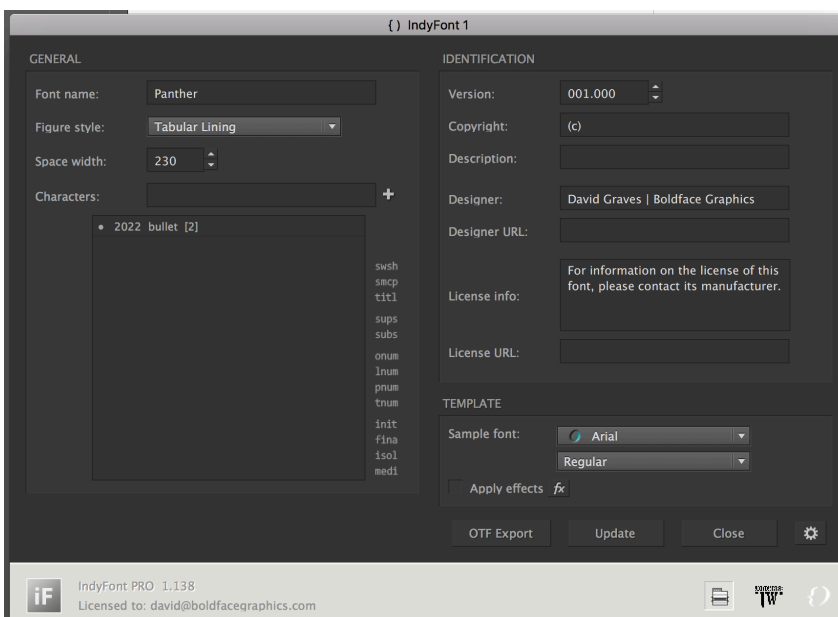 { } IndyFont 1
GENERAL
Font name: Panther
Figure style: Tabular Lining
Space width: 230
Characters:
• 2022 bullet [2]
swsh
smcp
titl
sups
subs
onum
lnum
pnum
tnum
init
fina
isol
medi
IDENTIFICATION
Version: 001.000
Copyright: (c)
Description:
Designer: David Graves | Boldface Graphics
Designer URL:
License info: For information on the license of this
font, please contact its manufacturer.
License URL:
TEMPLATE
Sample font: Arial
Regular
Apply effects fx
OTF Export Update Close
iF
IndyFont PRO 1.138
Licensed to: david@boldfacegraphics.com